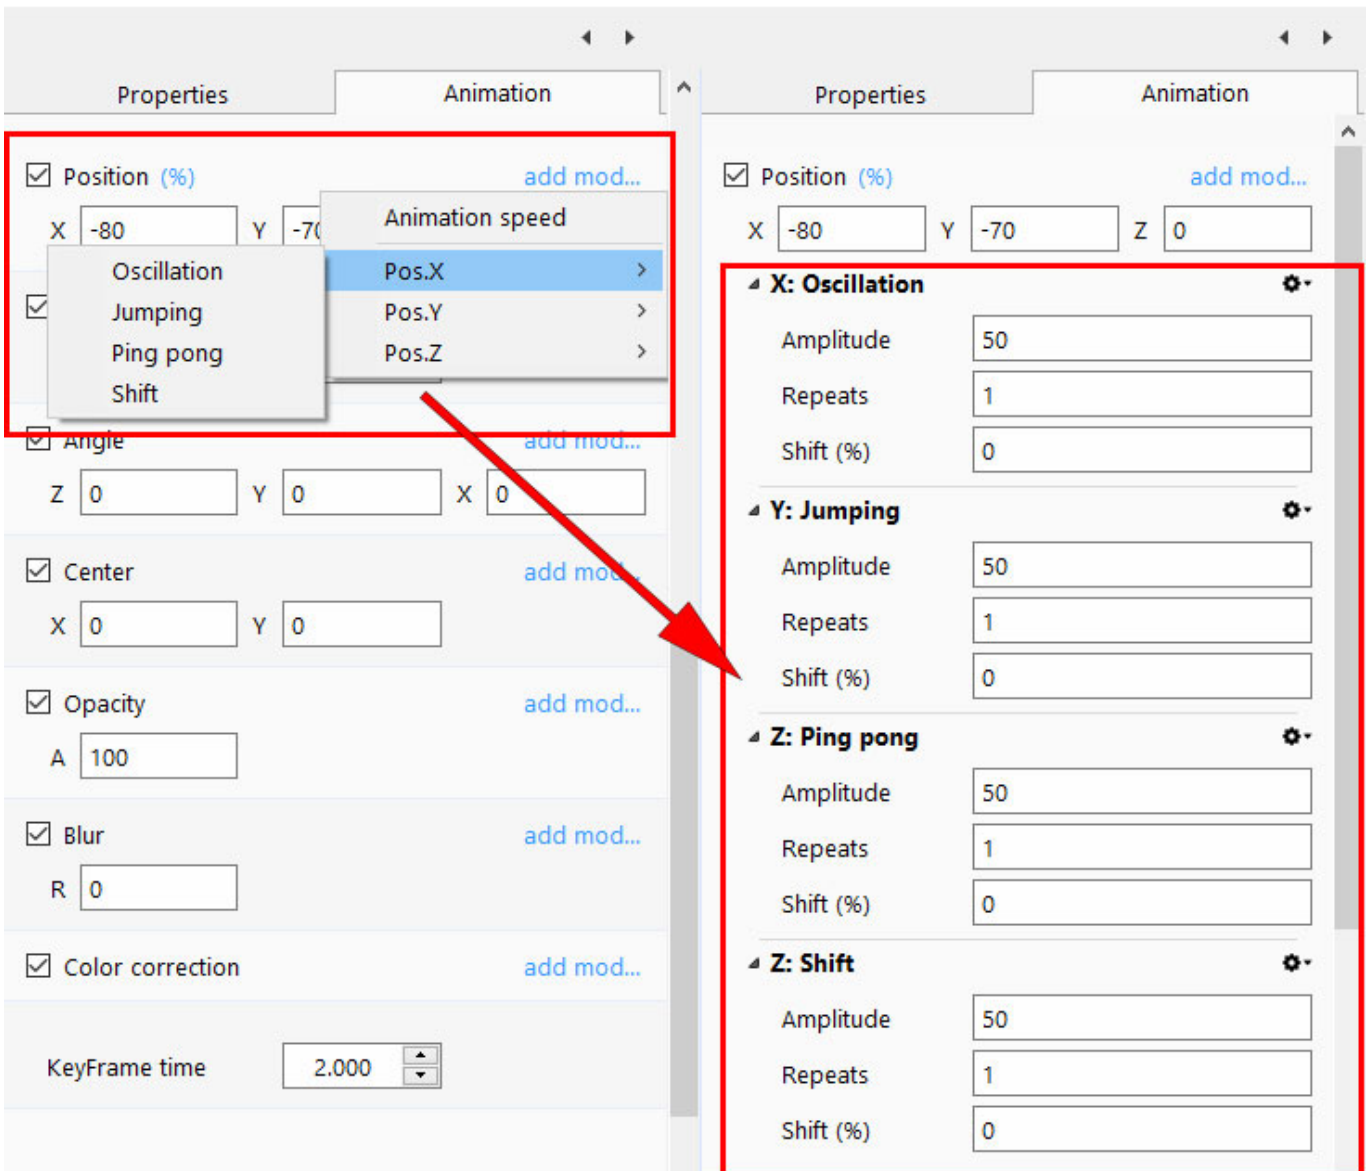 Properties Animation
Position (%) add mod...
X -80 Y -70
Animation speed
Pos.X
Pos.Y
Pos.Z
Oscillation
Jumping
Ping pong
Shift
Angle add mod...
Z 0 Y 0 X 0
Center add mod...
X 0 Y 0
Opacity add mod...
A 100
Blur add mod...
R 0
Color correction add mod...
KeyFrame time 2.000
Properties Animation
Position (%) add mod...
X -80 Y -70 Z 0
X: Oscillation
Amplitude 50
Repeats 1
Shift (%) 0
Y: Jumping
Amplitude 50
Repeats 1
Shift (%) 0
Z: Ping pong
Amplitude 50
Repeats 1
Shift (%) 0
Z: Shift
Amplitude 50
Repeats 1
Shift (%) 0